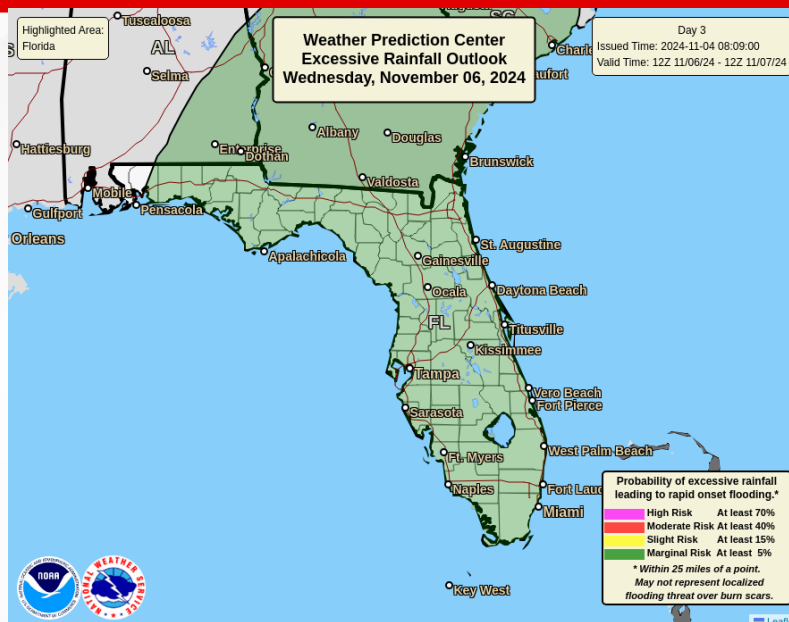 Highlighted Area:
Florida
Weather Prediction Center
Excessive Rainfall Outlook
Wednesday, November 06, 2024
Day 3
Issued Time: 2024-11-04 08:09:00
Valid Time: 12Z 11/06/24 - 12Z 11/07/24
Tuscaloosa
AL
Selma
Charle
aufort
Albany
Douglas
Hattiesburg
Enterprise
Dothan
Brunswick
Valdosta
Mobile
Pensacola
Gulfport
Orleans
St. Augustine
Apalachicola
Gainesville
Ocala
Daytona Beach
FL
Titusville
Kissimmee
Tampa
Vero Beach
Fort Pierce
Sarasota
West Palm Beach
Ft. Myers
Naples
Fort Laud
Miami
Key West
Probability of excessive rainfall
leading to rapid onset flooding.*
High Risk At least 70%
Moderate Risk At least 40%
Slight Risk At least 15%
Marginal Risk At least 5%
* Within 25 miles of a point.
May not represent localized
flooding threat over burn scars.
NOAA
NATIONAL WEATHER SERVICE
Leafl